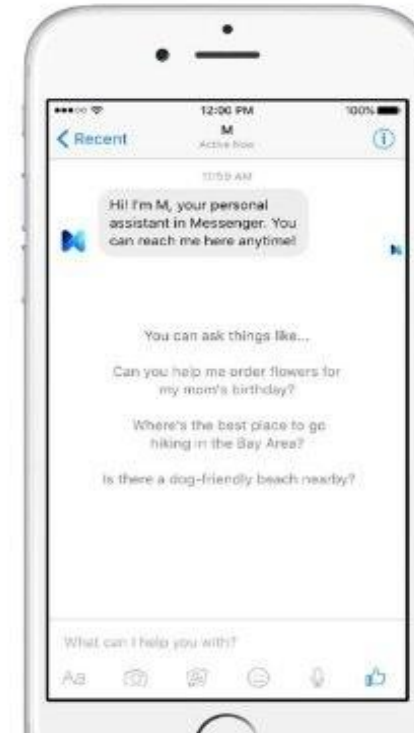 12:00 PM
100%
Recent
M
Active Now
11:59 AM
Hi! I'm M, your personal
assistant in Messenger. You
can reach me here anytime!
You can ask things like...
Can you help me order flowers for
my mom's birthday?
Where's the best place to go
hiking in the Bay Area?
Is there a dog-friendly beach nearby?
What can I help you with?
Aa